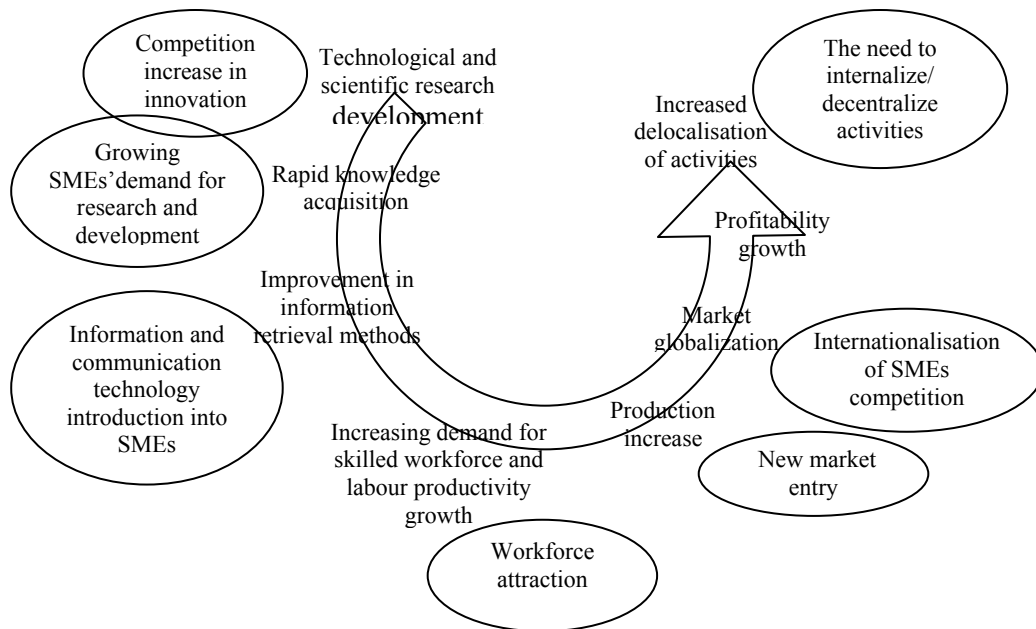 Competition
increase in
innovation
Technological and
scientific research
development
The need to
internalize/
decentralize
activities
Increased
delocalisation
of activities
Growing
SMEs’demand for
research and
development
Rapid knowledge
acquisition
Profitability
growth
Improvement in
information
retrieval methods
Market
globalization
Information and
communication
technology
introduction into
SMEs
Internationalisation
of SMEs
competition
Production
increase
Increasing demand for
skilled workforce and
labour productivity
growth
New market
entry
Workforce
attraction